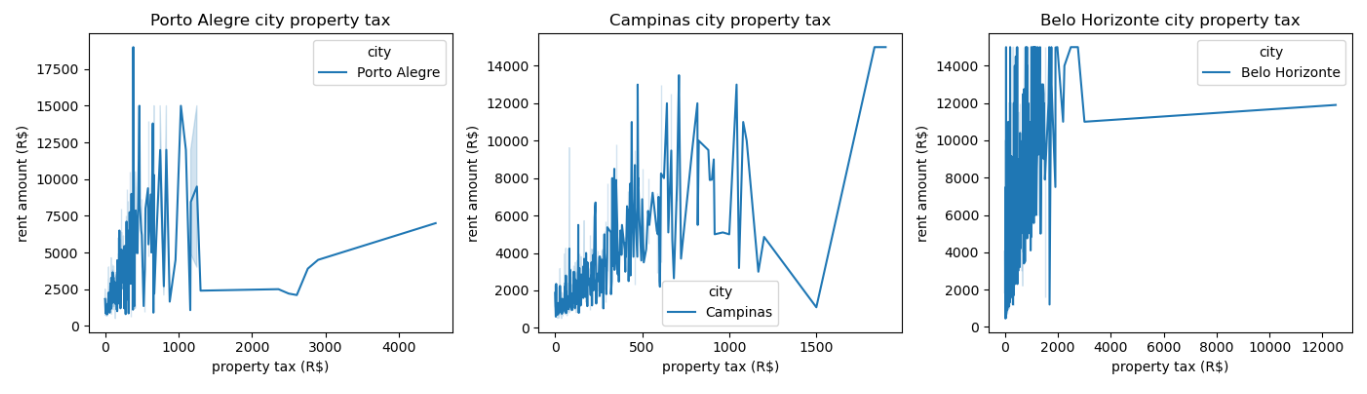 Porto Alegre city property tax
city
Porto Alegre
17500
15000
12500
10000
7500
5000
2500
0
rent amount (R$)
0
1000
2000
3000
4000
property tax (R$)
Campinas city property tax
city
Campinas
14000
12000
10000
8000
6000
4000
2000
0
rent amount (R$)
0
500
1000
1500
property tax (R$)
Belo Horizonte city property tax
city
Belo Horizonte
14000
12000
10000
8000
6000
4000
2000
0
rent amount (R$)
0
2000
4000
6000
8000
10000
12000
property tax (R$)